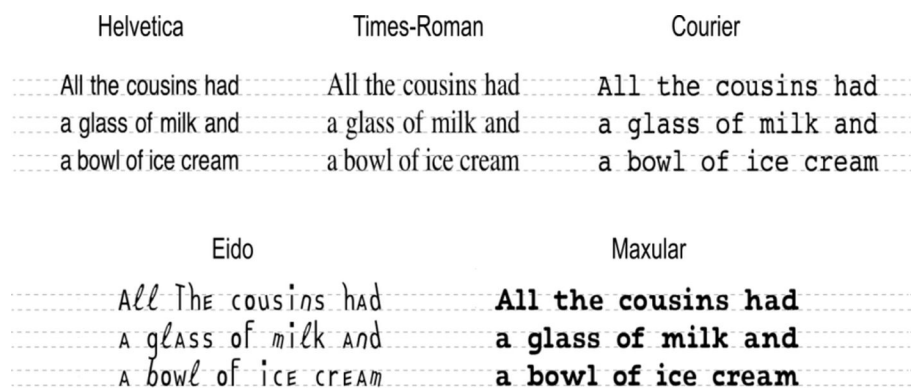 Helvetica
All the cousins had
a glass of milk and
a bowl of ice cream
Times-Roman
All the cousins had
a glass of milk and
a bowl of ice cream
Courier
All the cousins had
a glass of milk and
a bowl of ice cream
Eido
All The cousins hAd
A glAss of milk And
A bowl of icE crEAm
Maxular
All the cousins had
a glass of milk and
a bowl of ice cream